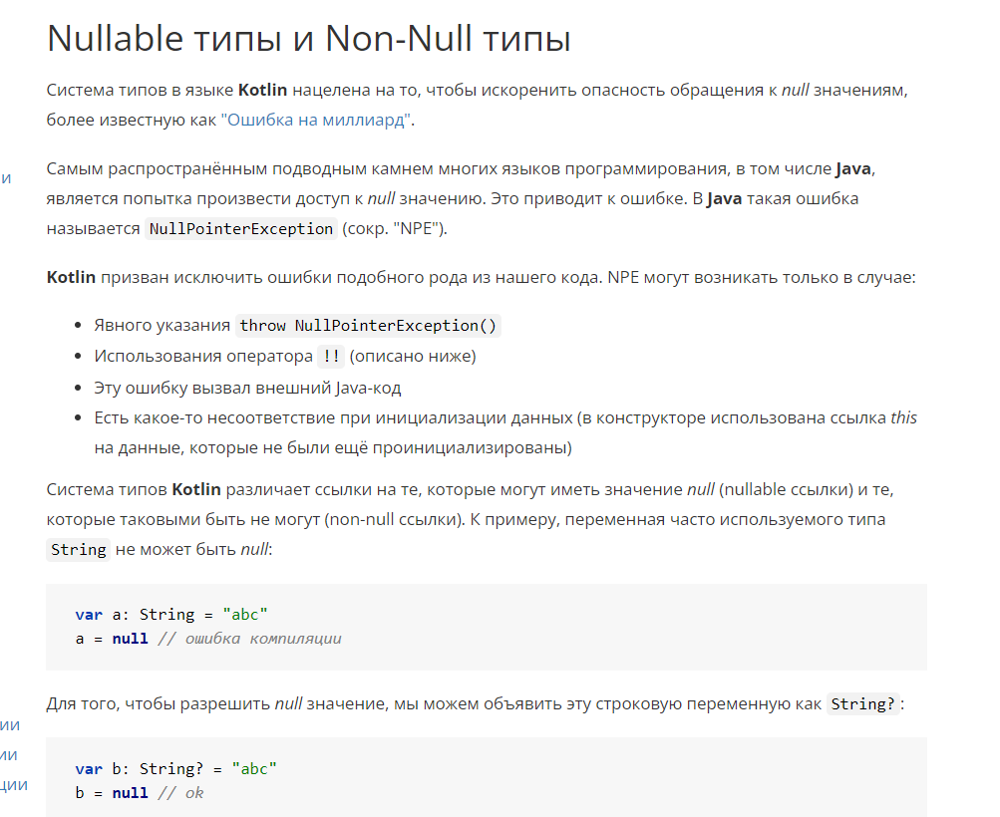 Nullable типы и Non-Null типы
Система типов в языке Kotlin нацелена на то, чтобы искоренить опасность обращения к null значениям,
более известную как "Ошибка на миллиард".
Самым распространённым подводным камнем многих языков программирования, в том числе Java,
и
является попытка произвести доступ к null значению. Это приводит к ошибке. В Java такая ошибка
называется NullPointerException (сокр. "NPE").
Kotlin призван исключить ошибки подобного рода из нашего кода. NPE могут возникать только в случае:
• Явного указания throw NullPointerException()
• Использования оператора !! (описано ниже)
• Эту ошибку вызвал внешний Java-код
• Есть какое-то несоответствие при инициализации данных (в конструкторе использована ссылка this
на данные, которые не были ещё проинициализированы)
Система типов Kotlin различает ссылки на те, которые могут иметь значение null (nullable ссылки) и те,
которые таковыми быть не могут (non-null ссылки). К примеру, переменная часто используемого типа
String не может быть null:
var a: String = "abc"
a = null // ошибка компиляции
Для того, чтобы разрешить null значение, мы можем объявить эту строковую переменную как String?:
ии
ии
ции
var b: String? = "abc"
b = null // ok